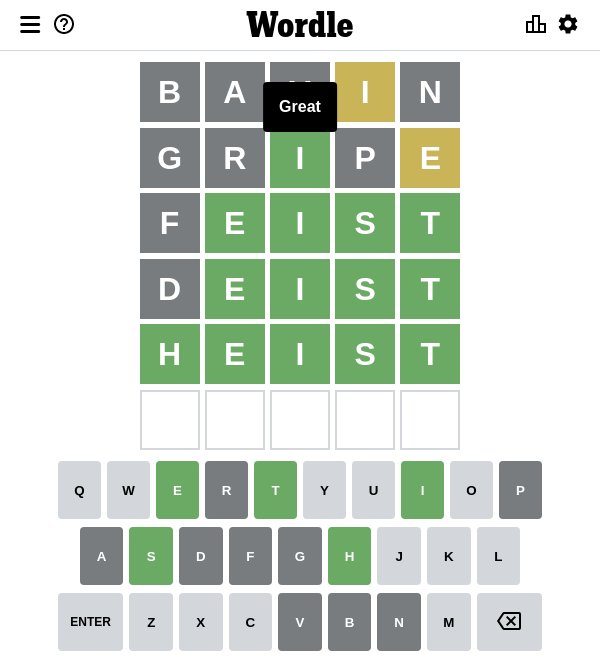 Wordle
B A I N
Great
G R I P E
F E I S T
D E I S T
H E I S T
Q W E R T Y U I O P
A S D F G H J K L
ENTER Z X C V B N M